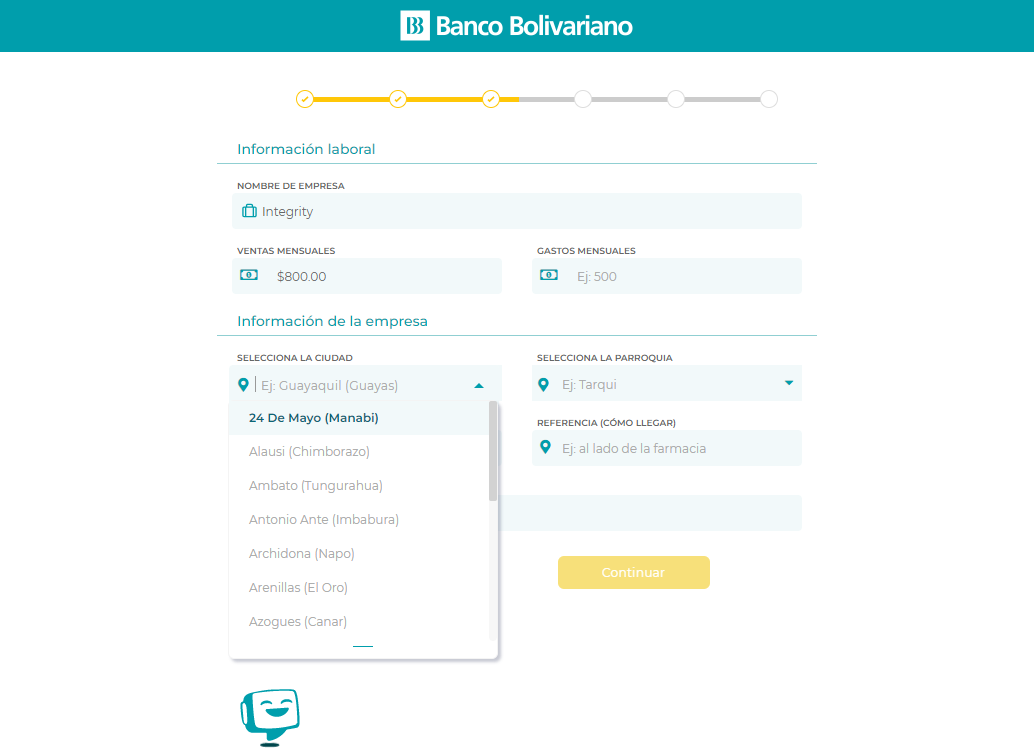 Banco Bolivariano
Información laboral
NOMBRE DE EMPRESA
Integrity
VENTAS MENSUALES
GASTOS MENSUALES
$800.00
Ej: 500
Información de la empresa
SELECCIONA LA CIUDAD
SELECCIONA LA PARROQUIA
Ej: Guayaquil (Guayas)
Ej: Tarqui
24 De Mayo (Manabi)
REFERENCIA (CÓMO LLEGAR)
Alausi (Chimborazo)
Ej: al lado de la farmacia
Ambato (Tungurahua)
Antonio Ante (Imbabura)
Archidona (Napo)
Continuar
Arenillas (El Oro)
Azogues (Canar)